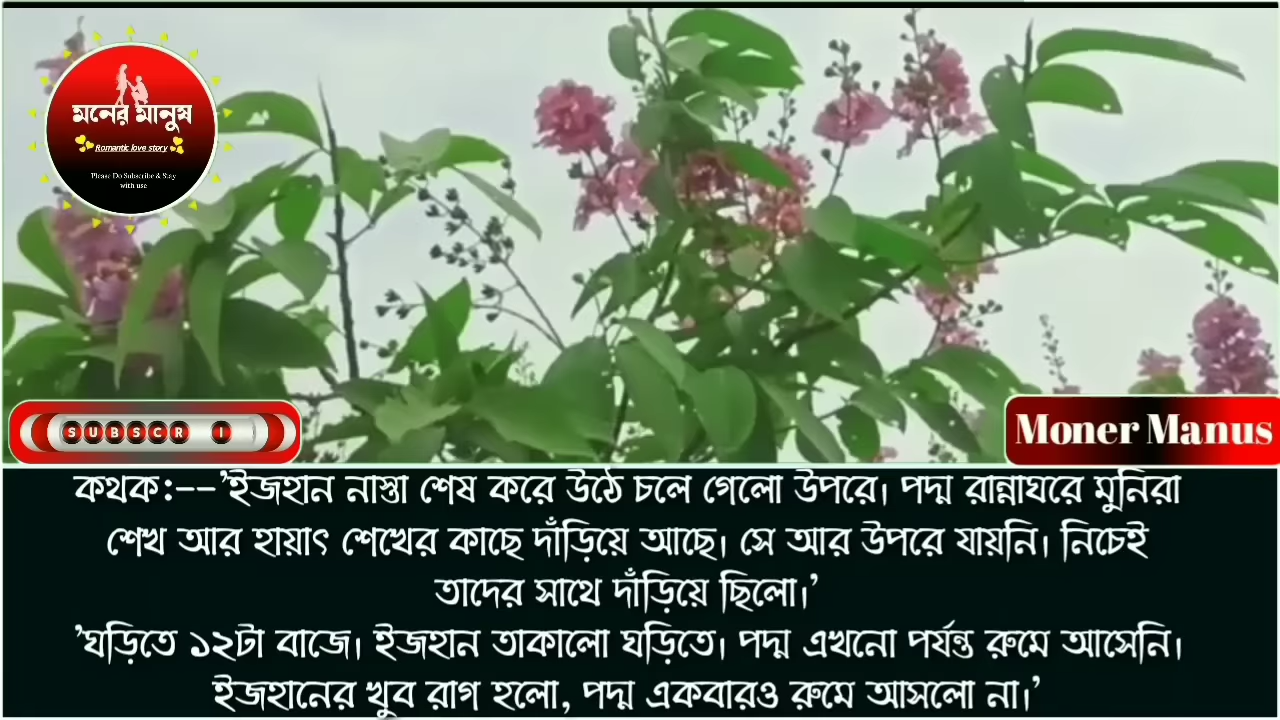 মনের মানুষ
Romantic love story
Please Do Subscribe & Stay
with use
SUBSCR I
Moner Manus
কথক:--'ইজহান নাস্তা শেষ করে উঠে চলে গেলো উপরে। পদ্ম রান্নাঘরে মুনিরা
শেখ আর হায়াৎ শেখের কাছে দাঁড়িয়ে আছে। সে আর উপরে যায়নি। নিচেই
তাদের সাথে দাঁড়িয়ে ছিলো।'
'ঘড়িতে ১২টা বাজে। ইজহান তাকালো ঘড়িতে। পদ্ম এখনো পর্যন্ত রুমে আসেনি।
ইজহানের খুব রাগ হলো, পদ্ম একবারও রুমে আসলো না।'